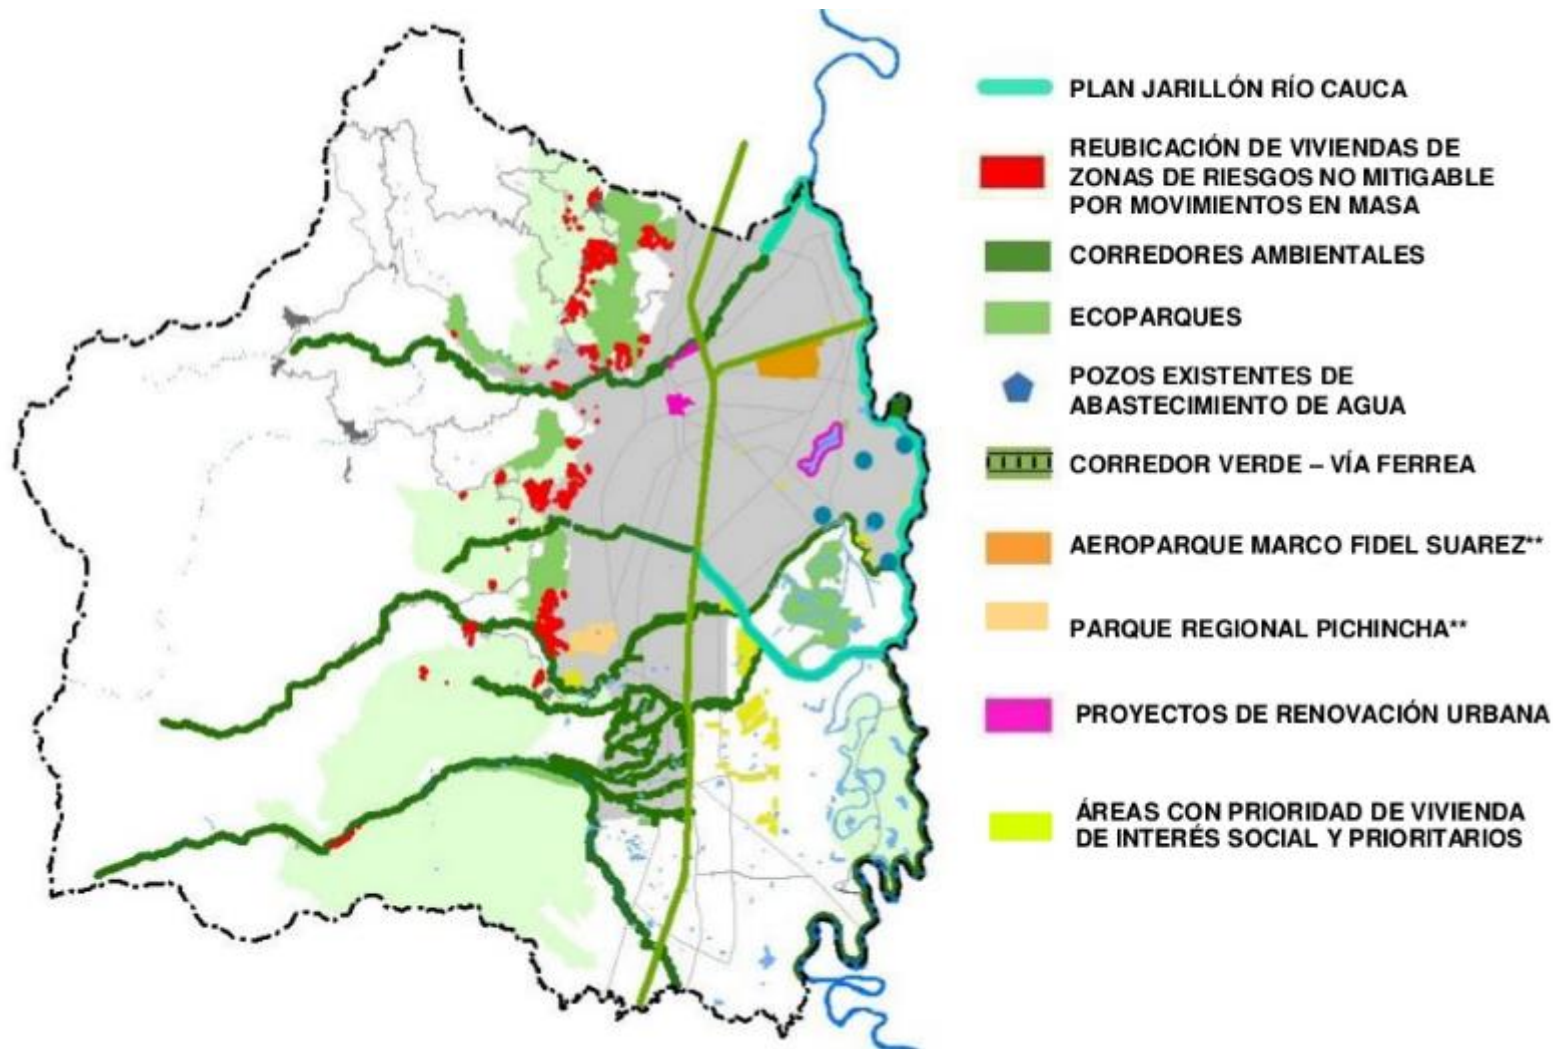 PLAN JARILLÓN RÍO CAUCA
REUBICACIÓN DE VIVIENDAS DE
ZONAS DE RIESGOS NO MITIGABLE
POR MOVIMIENTOS EN MASA
CORREDORES AMBIENTALES
ECOPARQUES
POZOS EXISTENTES DE
ABASTECIMIENTO DE AGUA
CORREDOR VERDE – VÍA FERREA
AEROPARQUE MARCO FIDEL SUAREZ**
PARQUE REGIONAL PICHINCHA**
PROYECTOS DE RENOVACIÓN URBANA
ÁREAS CON PRIORIDAD DE VIVIENDA
DE INTERÉS SOCIAL Y PRIORITARIOS